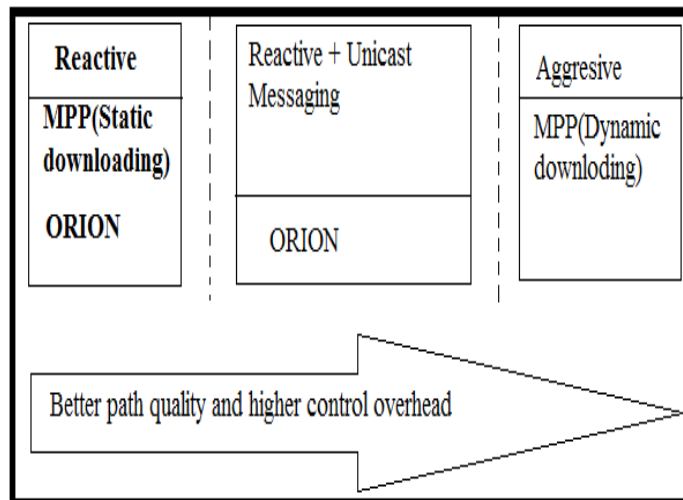 Reactive
MPP(Static
downloading)
ORION
Reactive + Unicast
Messaging
ORION
Aggresive
MPP(Dynamic
downloding)
Better path quality and higher control overhead